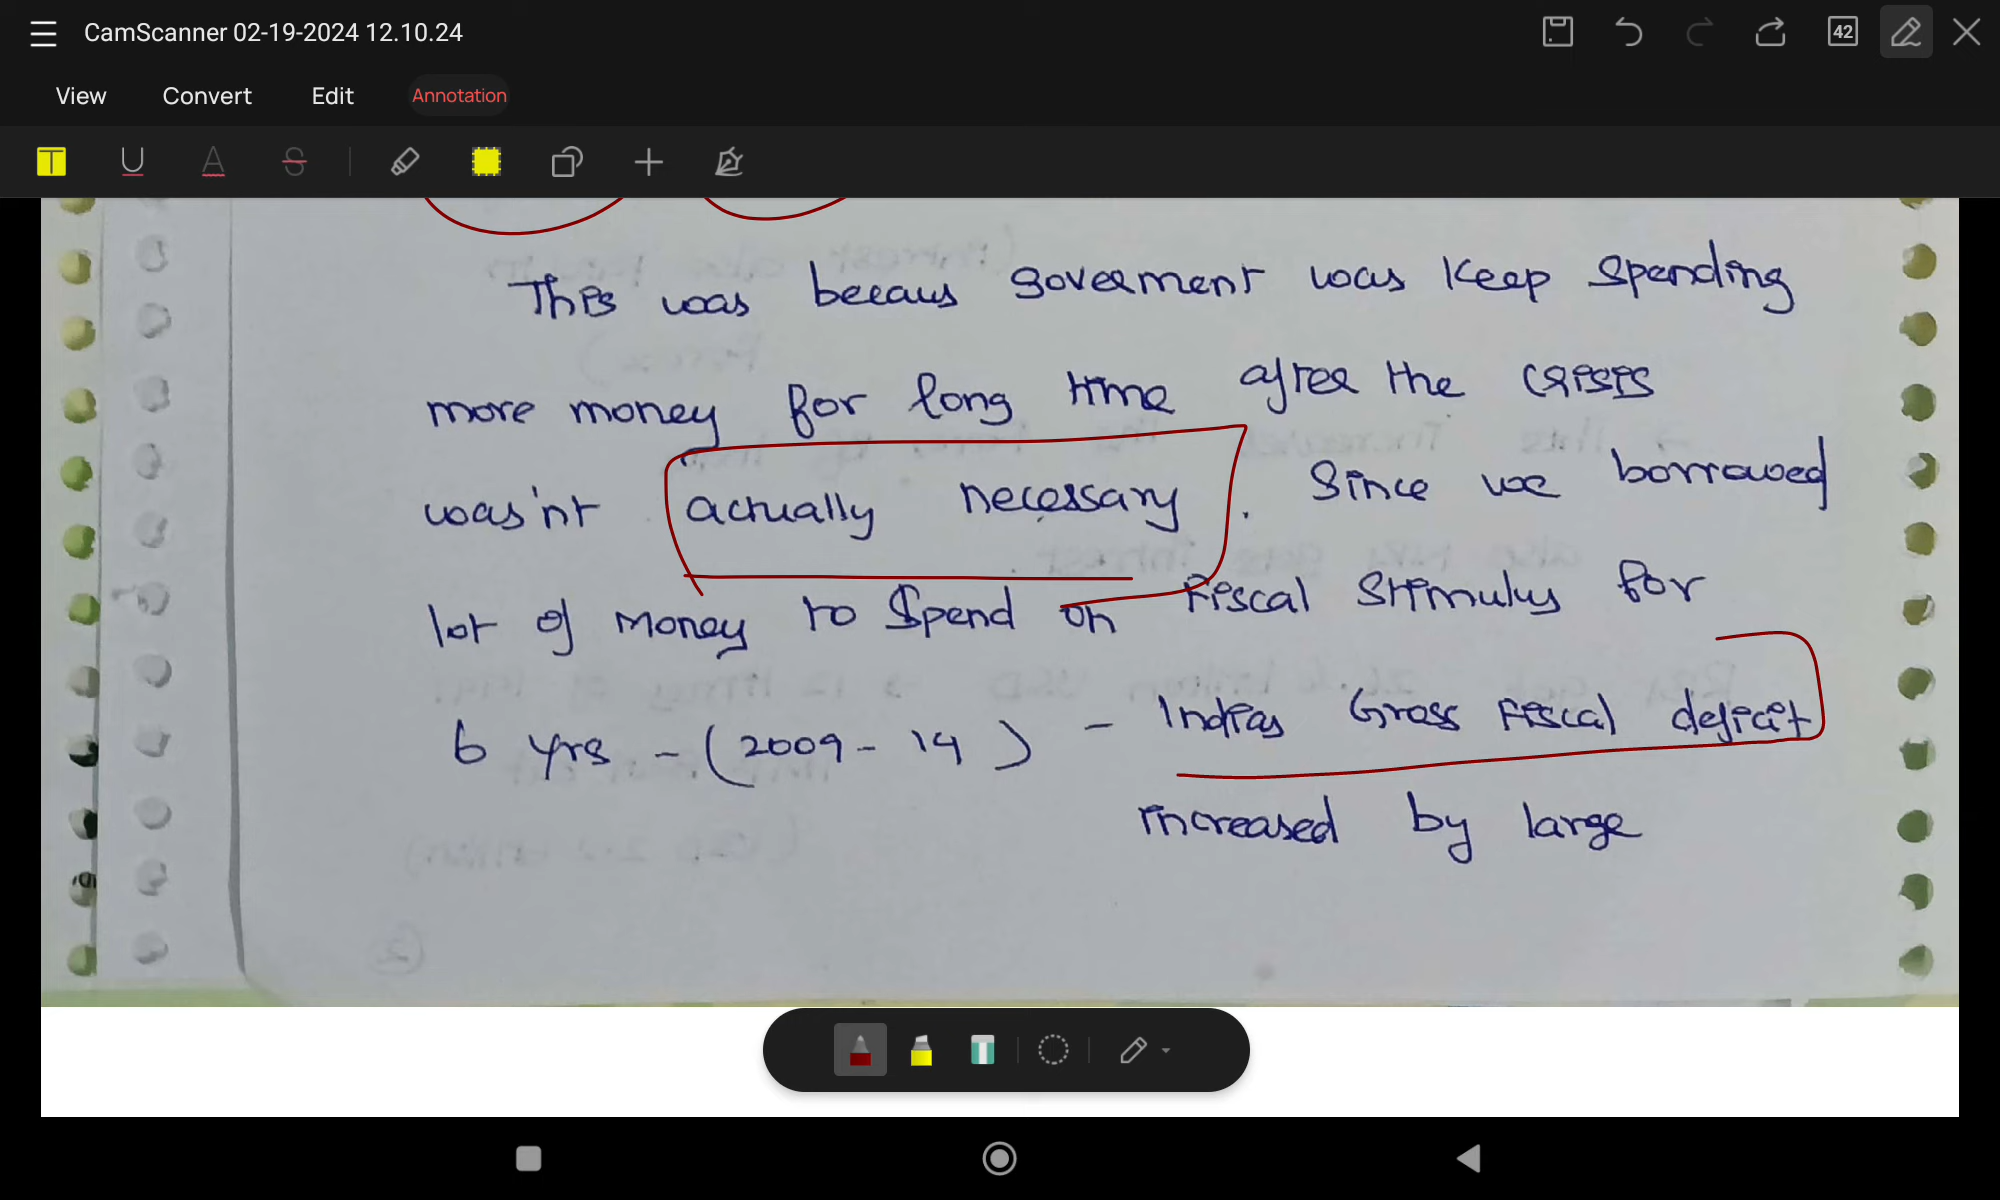 CamScanner 02-19-2024 12.10.24
42
View Convert Edit Annotation
This was becaus goverment was keep spending
more money for long time after the crisis
was'nt actually necessary. Since we borrowed
lot of money to spend on fiscal stimulus for
6 yrs - (2009 - 14) - Indias Gross fiscal deficit
increased by large